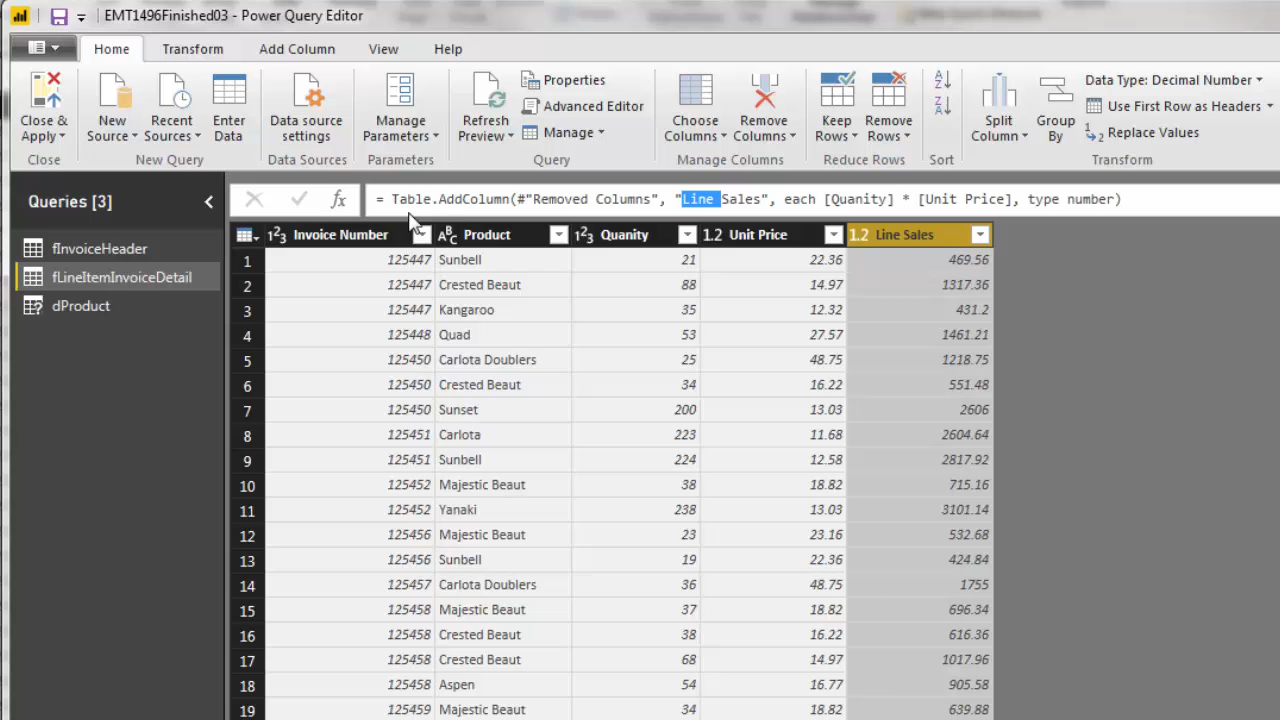 EMT1496Finished03 - Power Query Editor
Home Transform Add Column View Help
Close & Apply New Source Recent Sources Enter Data Data source settings Manage Parameters Refresh Preview Properties Advanced Editor Manage Choose Columns Remove Columns Keep Rows Remove Rows Split Column Group By Data Type: Decimal Number Use First Row as Headers Replace Values
Close New Query Data Sources Parameters Query Manage Columns Reduce Rows Sort Transform
Queries [3]
= Table.AddColumn(#"Removed Columns", "Line Sales", each [Quanity] * [Unit Price], type number)
fInvoiceHeader
fLineItemInvoiceDetail
dProduct
1²3 Invoice Number ABC Product 1²3 Quanity 1.2 Unit Price 1.2 Line Sales
1 125447 Sunbell 21 22.36 469.56
2 125447 Crested Beaut 88 14.97 1317.36
3 125447 Kangaroo 35 12.32 431.2
4 125448 Quad 53 27.57 1461.21
5 125450 Carlota Doublers 25 48.75 1218.75
6 125450 Crested Beaut 34 16.22 551.48
7 125450 Sunset 200 13.03 2606
8 125451 Carlota 223 11.68 2604.64
9 125451 Sunbell 224 12.58 2817.92
10 125452 Majestic Beaut 38 18.82 715.16
11 125452 Yanaki 238 13.03 3101.14
12 125456 Majestic Beaut 23 23.16 532.68
13 125456 Sunbell 19 22.36 424.84
14 125457 Carlota Doublers 36 48.75 1755
15 125458 Majestic Beaut 37 18.82 696.34
16 125458 Crested Beaut 38 16.22 616.36
17 125458 Crested Beaut 68 14.97 1017.96
18 125458 Aspen 54 16.77 905.58
19 125459 Majestic Beaut 34 18.82 639.88